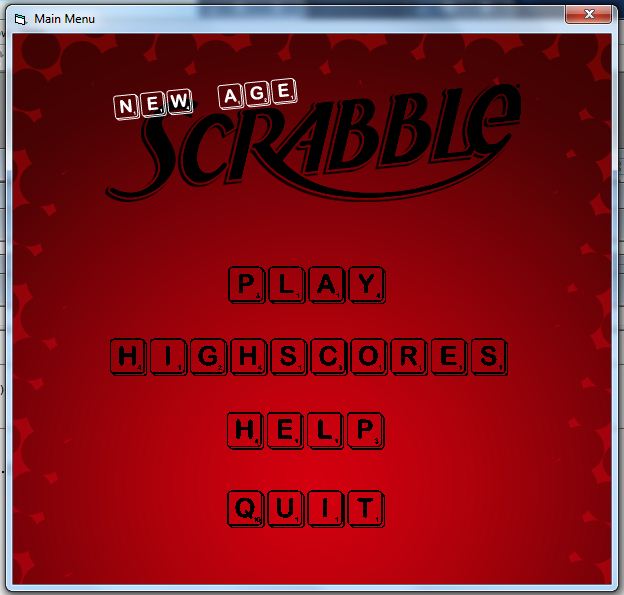 Main Menu
NEW AGE
SCRABBLE
PLAY
HIGHSCORES
HELP
QUIT